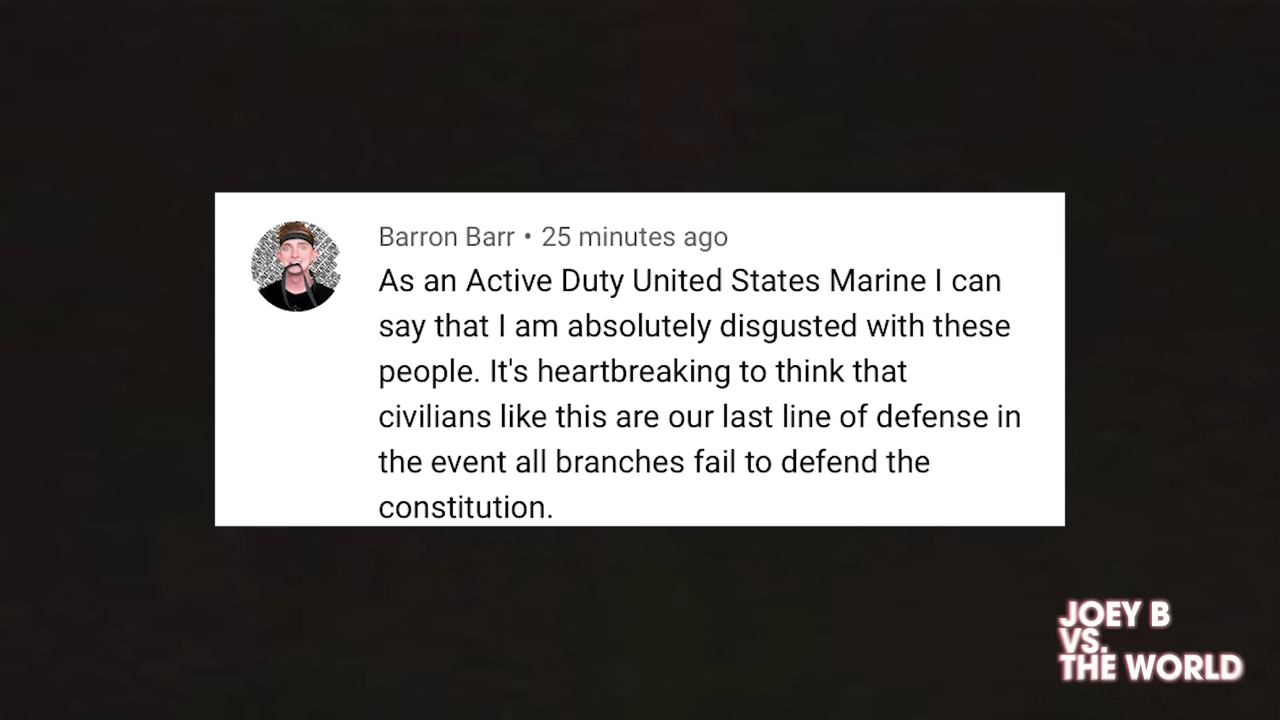 Barron Barr • 25 minutes ago
As an Active Duty United States Marine I can
say that I am absolutely disgusted with these
people. It's heartbreaking to think that
civilians like this are our last line of defense in
the event all branches fail to defend the
constitution.
JOEY B
VS.
THE WORLD